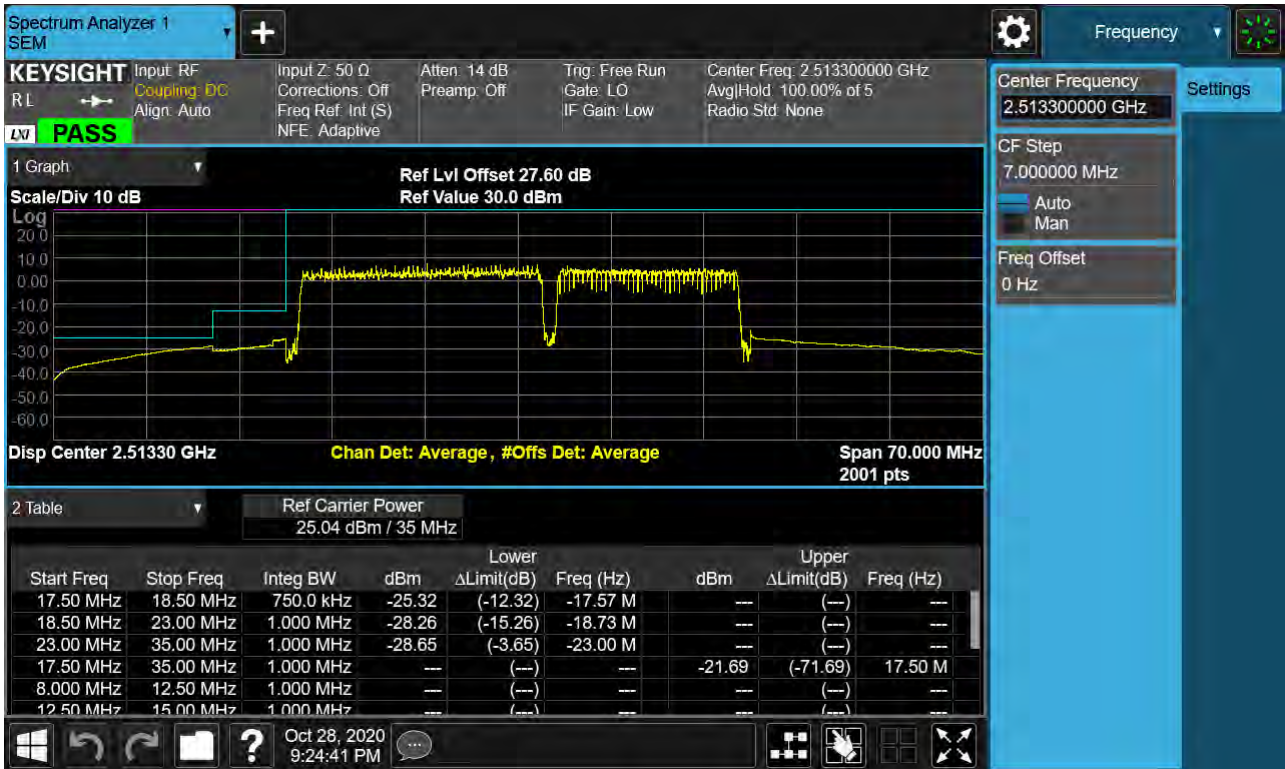 Spectrum Analyzer 1
SEM
+
Frequency
KEYSIGHT
RL
LXI
PASS
Input: RF
Coupling: DC
Align: Auto
Input Z: 50 Ω
Corrections: Off
Freq Ref: Int (S)
NFE: Adaptive
Atten: 14 dB
Preamp: Off
Trig: Free Run
Gate: LO
IF Gain: Low
Center Freq: 2.513300000 GHz
Avg|Hold: 100.00% of 5
Radio Std: None
Center Frequency
2.513300000 GHz
Settings
CF Step
7.000000 MHz
Auto
Man
Freq Offset
0 Hz
1 Graph
Ref Lvl Offset 27.60 dB
Scale/Div 10 dB
Ref Value 30.0 dBm
Log
20.0
10.0
0.00
-10.0
-20.0
-30.0
-40.0
-50.0
-60.0
Disp Center 2.51330 GHz
Chan Det: Average, #Offs Det: Average
Span 70.000 MHz
2001 pts
2 Table
Ref Carrier Power
25.04 dBm / 35 MHz
Lower Upper
Start Freq Stop Freq Integ BW dBm ΔLimit(dB) Freq (Hz) dBm ΔLimit(dB) Freq (Hz)
17.50 MHz 18.50 MHz 750.0 kHz -25.32 (-12.32) -17.57 M --- (---) ---
18.50 MHz 23.00 MHz 1.000 MHz -28.26 (-15.26) -18.73 M --- (---) ---
23.00 MHz 35.00 MHz 1.000 MHz -28.65 (-3.65) -23.00 M --- (---) ---
17.50 MHz 35.00 MHz 1.000 MHz --- (---) --- -21.69 (-71.69) 17.50 M
8.000 MHz 12.50 MHz 1.000 MHz --- (---) --- --- (---) ---
12.50 MHz 15.00 MHz 1.000 MHz --- (---) --- --- (---) ---
?
Oct 28, 2020
9:24:41 PM